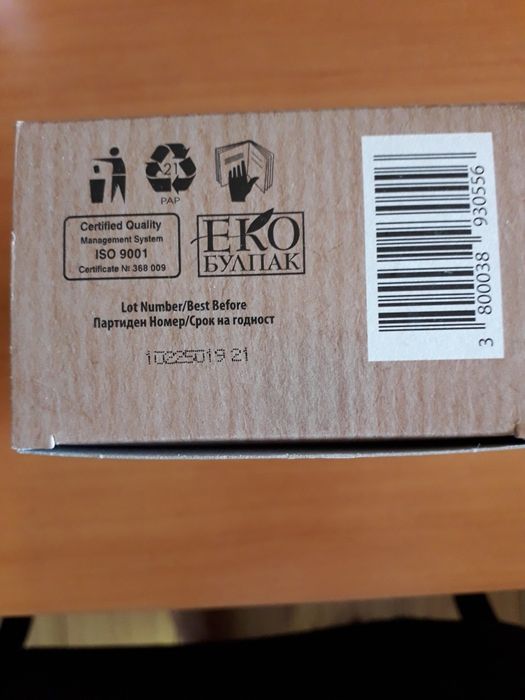 21
PAP
Certified Quality
Management System
ISO 9001
Certificate № 368 009
ЕКО
БУЛПАК
Lot Number/Best Before
Партиден Номер/Срок на годност
10225019 21
3 800038 930556